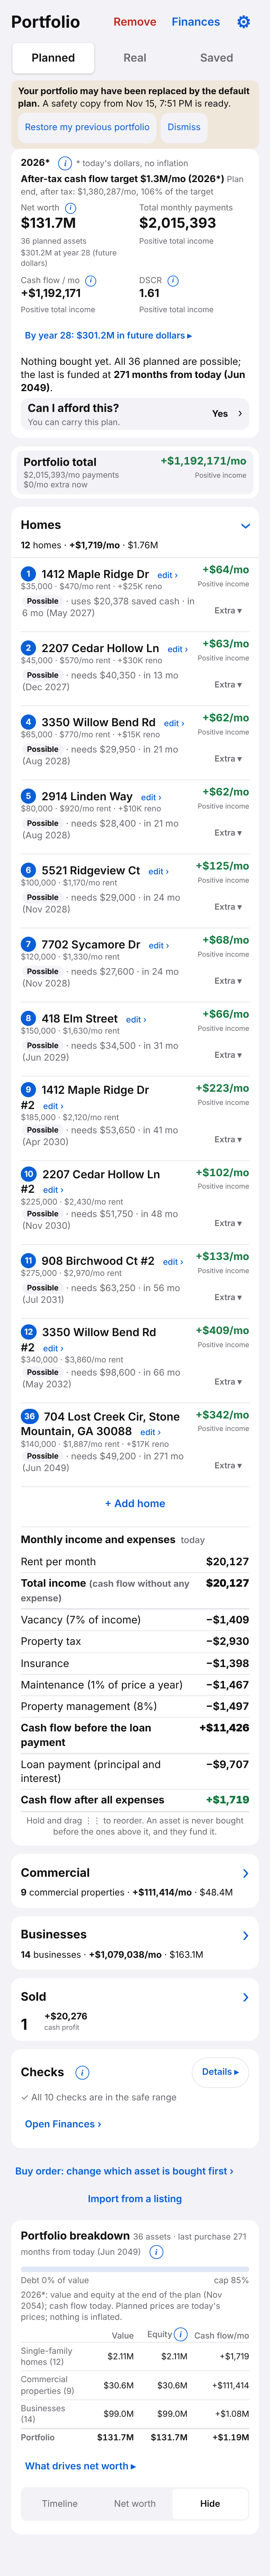 Portfolio Remove Finances
Planned Real Saved
Your portfolio may have been replaced by the default
plan. A safety copy from Nov 15, 7:51 PM is ready.
Restore my previous portfolio Dismiss
2026* i * today's dollars, no inflation
After-tax cash flow target $1.3M/mo (2026*) Plan
end, after tax: $1,380,287/mo, 106% of the target
Net worth i Total monthly payments
$131.7M $2,015,393
36 planned assets Positive total income
$301.2M at year 28 (future
dollars)
Cash flow / mo i DSCR i
+$1,192,171 1.61
Positive total income Positive total income
By year 28: $301.2M in future dollars ▸
Nothing bought yet. All 36 planned are possible;
the last is funded at 271 months from today (Jun
2049).
Can I afford this? Yes ›
You can carry this plan.
Portfolio total +$1,192,171/mo
$2,015,393/mo payments Positive income
$0/mo extra now
Homes
12 homes · +$1,719/mo · $1.76M
1 1412 Maple Ridge Dr edit › +$64/mo
$35,000 · $470/mo rent · +$25K reno Positive income
Possible · uses $20,378 saved cash · in
6 mo (May 2027) Extra ▾
2 2207 Cedar Hollow Ln edit › +$63/mo
$45,000 · $570/mo rent · +$30K reno Positive income
Possible · needs $40,350 · in 13 mo
(Dec 2027) Extra ▾
4 3350 Willow Bend Rd edit › +$62/mo
$65,000 · $770/mo rent · +$15K reno Positive income
Possible · needs $29,950 · in 21 mo
(Aug 2028) Extra ▾
5 2914 Linden Way edit › +$62/mo
$80,000 · $920/mo rent · +$10K reno Positive income
Possible · needs $28,400 · in 21 mo
(Aug 2028) Extra ▾
6 5521 Ridgeview Ct edit › +$125/mo
$100,000 · $1,170/mo rent Positive income
Possible · needs $29,000 · in 24 mo
(Nov 2028) Extra ▾
7 7702 Sycamore Dr edit › +$68/mo
$120,000 · $1,330/mo rent Positive income
Possible · needs $27,600 · in 24 mo
(Nov 2028) Extra ▾
8 418 Elm Street edit › +$66/mo
$150,000 · $1,630/mo rent Positive income
Possible · needs $34,500 · in 31 mo
(Jun 2029) Extra ▾
9 1412 Maple Ridge Dr +$223/mo
#2 edit › Positive income
$185,000 · $2,120/mo rent
Possible · needs $53,650 · in 41 mo
(Apr 2030) Extra ▾
10 2207 Cedar Hollow Ln +$102/mo
#2 edit › Positive income
$225,000 · $2,430/mo rent
Possible · needs $51,750 · in 48 mo
(Nov 2030) Extra ▾
11 908 Birchwood Ct #2 edit › +$133/mo
$275,000 · $2,970/mo rent Positive income
Possible · needs $63,250 · in 56 mo
(Jul 2031) Extra ▾
12 3350 Willow Bend Rd +$409/mo
#2 edit › Positive income
$340,000 · $3,860/mo rent
Possible · needs $98,600 · in 66 mo
(May 2032) Extra ▾
36 704 Lost Creek Cir, Stone +$342/mo
Mountain, GA 30088 edit › Positive income
$140,000 · $1,887/mo rent · +$17K reno
Possible · needs $49,200 · in 271 mo
(Jun 2049) Extra ▾
+ Add home
Monthly income and expenses today
Rent per month $20,127
Total income (cash flow without any $20,127
expense)
Vacancy (7% of income) −$1,409
Property tax −$2,930
Insurance −$1,398
Maintenance (1% of price a year) −$1,467
Property management (8%) −$1,497
Cash flow before the loan +$11,426
payment
Loan payment (principal and −$9,707
interest)
Cash flow after all expenses +$1,719
Hold and drag ⋮⋮ to reorder. An asset is never bought
before the ones above it, and they fund it.
Commercial ›
9 commercial properties · +$111,414/mo · $48.4M
Businesses ›
14 businesses · +$1,079,038/mo · $163.1M
Sold ›
1 +$20,276
cash profit
Checks i Details ▸
✓ All 10 checks are in the safe range
Open Finances ›
Buy order: change which asset is bought first ›
Import from a listing
Portfolio breakdown 36 assets · last purchase 271
months from today (Jun 2049) i
Debt 0% of value cap 85%
2026*: value and equity at the end of the plan (Nov
2054); cash flow today. Planned prices are today's
prices; nothing is inflated.
Value Equity i Cash flow/mo
Single-family
homes (12) $2.11M $2.11M +$1,719
Commercial
properties (9) $30.6M $30.6M +$111,414
Businesses
(14) $99.0M $99.0M +$1.08M
Portfolio $131.7M $131.7M +$1.19M
What drives net worth ▸
Timeline Net worth Hide